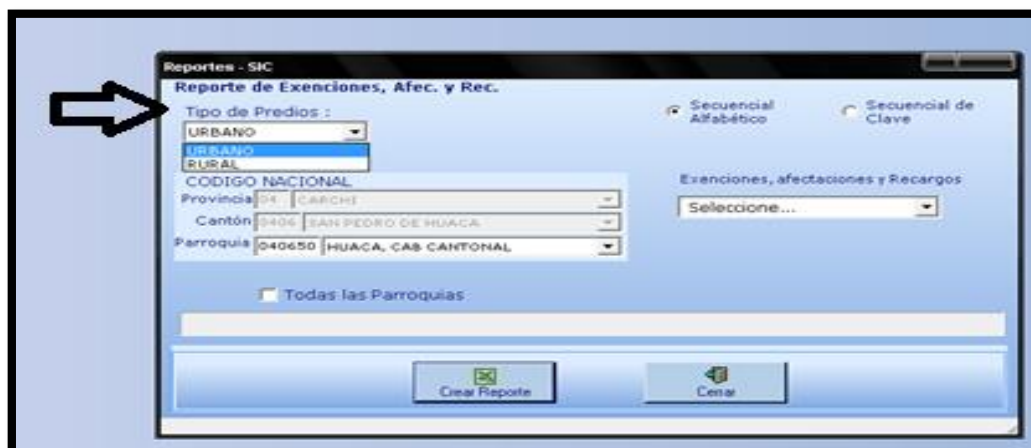 Reportes - SIC
Reporte de Exenciones, Afec. y Rec.
Tipo de Predios :
URBANO
URBANO
RURAL
Secuencial Alfabético
Secuencial de Clave
CODIGO NACIONAL
Provincia 04 CARCHI
Cantón 0406 SAN PEDRO DE HUACA
Parroquia 040650 HUACA, CAB CANTONAL
Exenciones, afectaciones y Recargos
Seleccione...
Todas las Parroquias
Crear Reporte
Cerrar